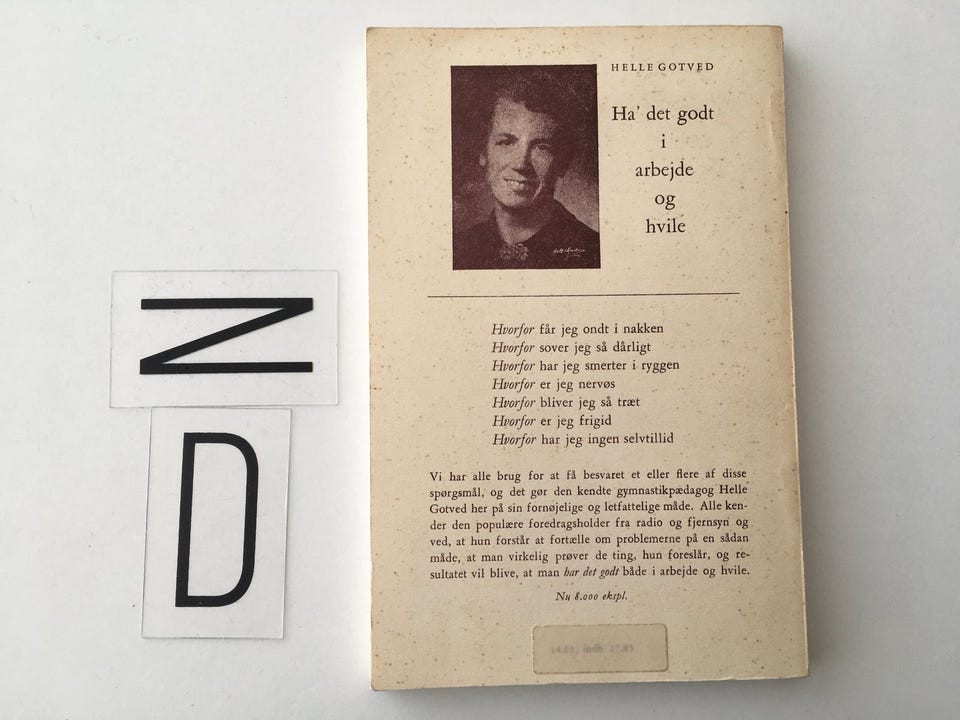 HELLE GOTVED
Ha' det godt
i
arbejde
og
hvile
Hvorfor får jeg ondt i nakken
Hvorfor sover jeg så dårligt
Hvorfor har jeg smerter i ryggen
Hvorfor er jeg nervøs
Hvorfor bliver jeg så træt
Hvorfor er jeg frigid
Hvorfor har jeg ingen selvtillid
Vi har alle brug for at få besvaret et eller flere af disse
spørgsmål, og det gør den kendte gymnastikpædagog Helle
Gotved her på sin fornøjelige og letfattelige måde. Alle ken-
der den populære foredragsholder fra radio og fjernsyn og
ved, at hun forstår at fortælle om problemerne på en sådan
måde, at man virkelig prøver de ting, hun foreslår, og re-
sultatet vil blive, at man har det godt både i arbejde og hvile.
Nu 8.000 ekspl.
indb. 17.85
N
D